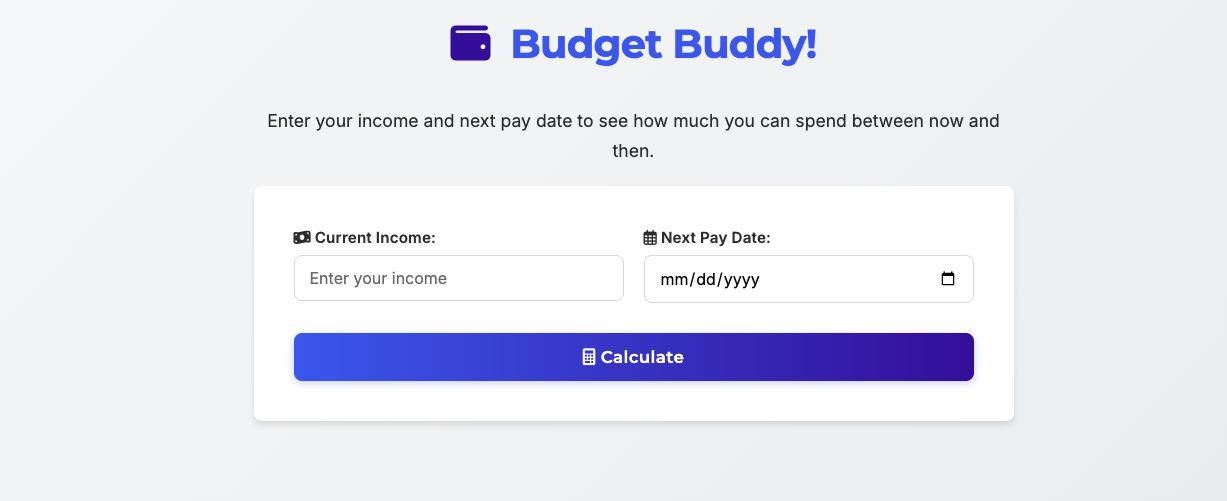 Budget Buddy!
Enter your income and next pay date to see how much you can spend between now and
then.
Current Income:
Next Pay Date:
Enter your income
mm/dd/yyyy
Calculate